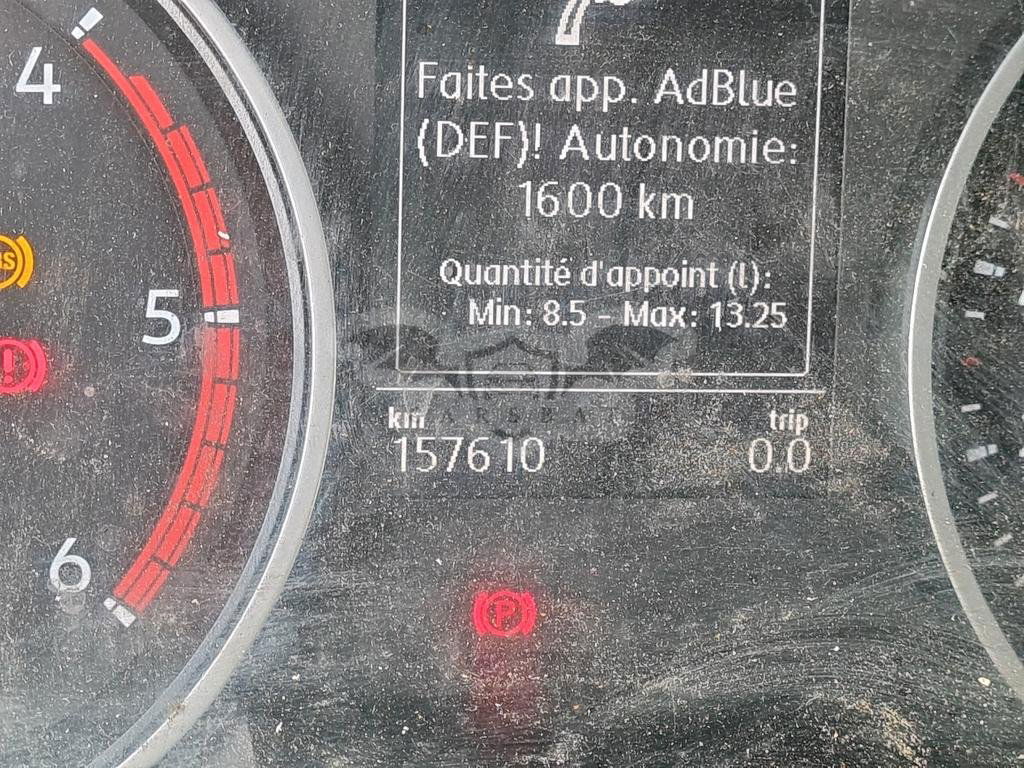 4
Faites app. AdBlue
(DEF)! Autonomie:
1600 km
Quantité d'appoint (l):
5
Min: 8.5 - Max: 13.25
km
trip
157610
0.0
6
P